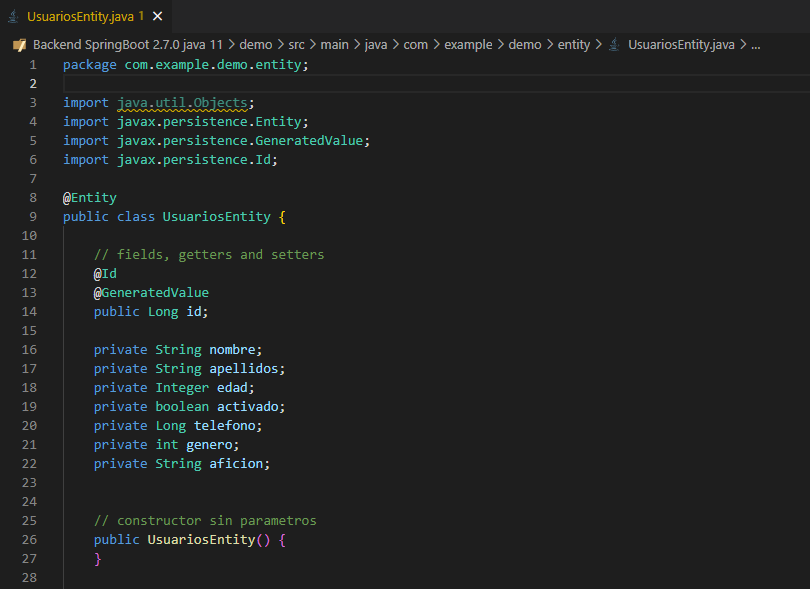 UsuariosEntity.java 1 ×
Backend SpringBoot 2.7.0 java 11 > demo > src > main > java > com > example > demo > entity > UsuariosEntity.java > ...
1 package com.example.demo.entity;
2
3 import java.util.Objects;
4 import javax.persistence.Entity;
5 import javax.persistence.GeneratedValue;
6 import javax.persistence.Id;
7
8 @Entity
9 public class UsuariosEntity {
10
11 // fields, getters and setters
12 @Id
13 @GeneratedValue
14 public Long id;
15
16 private String nombre;
17 private String apellidos;
18 private Integer edad;
19 private boolean activado;
20 private Long telefono;
21 private int genero;
22 private String aficion;
23
24
25 // constructor sin parametros
26 public UsuariosEntity() {
27 }
28